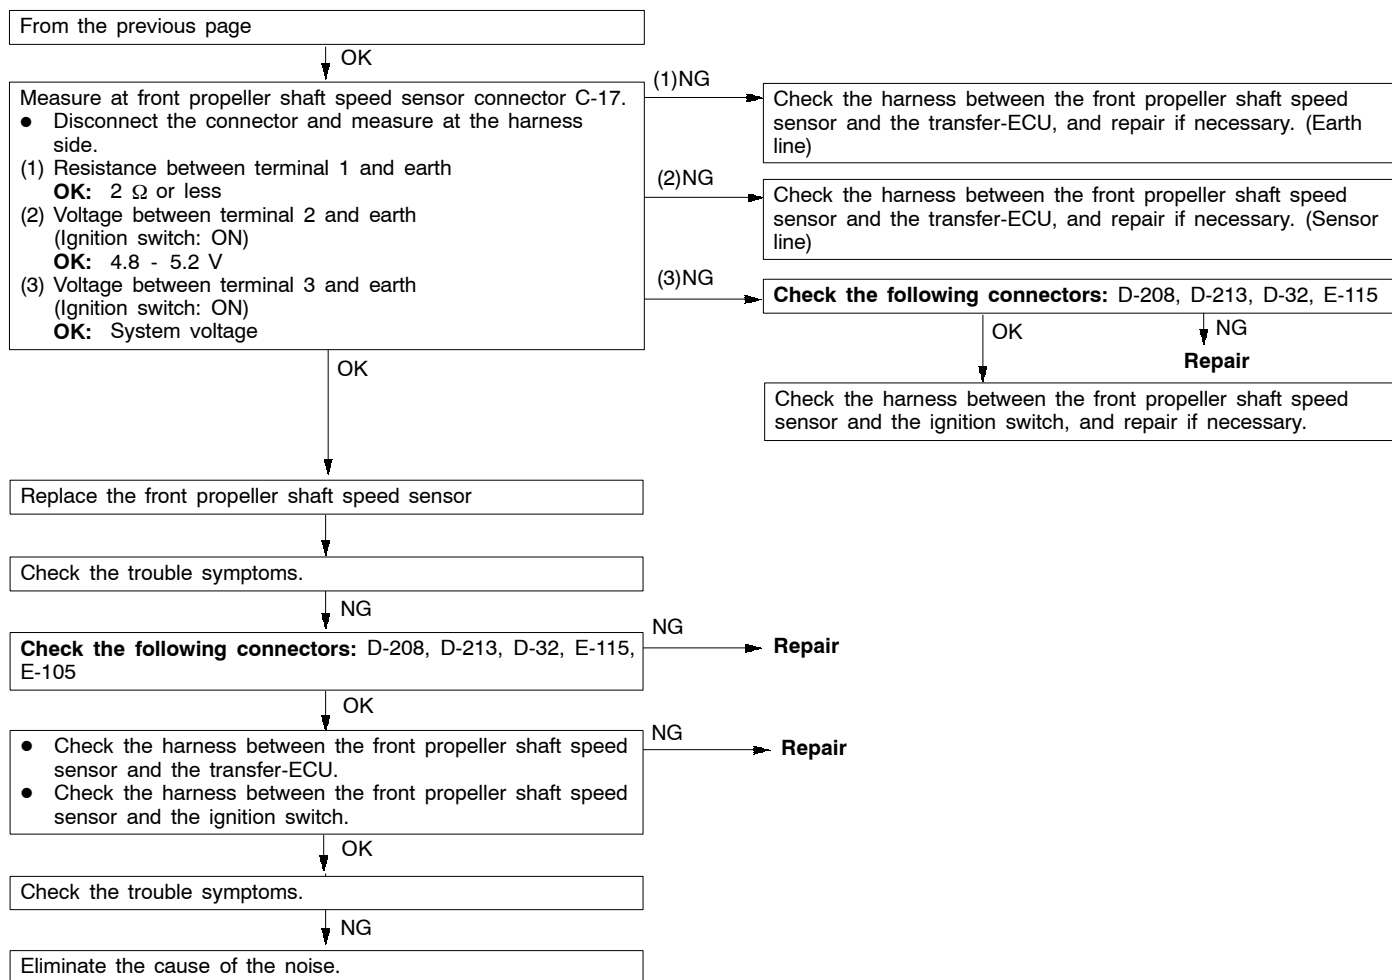 From the previous page
OK
Measure at front propeller shaft speed sensor connector C-17.
● Disconnect the connector and measure at the harness
side.
(1) Resistance between terminal 1 and earth
OK: 2 Ω or less
(2) Voltage between terminal 2 and earth
(Ignition switch: ON)
OK: 4.8 - 5.2 V
(3) Voltage between terminal 3 and earth
(Ignition switch: ON)
OK: System voltage
(1)NG
Check the harness between the front propeller shaft speed
sensor and the transfer-ECU, and repair if necessary. (Earth
line)
(2)NG
Check the harness between the front propeller shaft speed
sensor and the transfer-ECU, and repair if necessary. (Sensor
line)
(3)NG
Check the following connectors: D-208, D-213, D-32, E-115
OK
NG
Repair
Check the harness between the front propeller shaft speed
sensor and the ignition switch, and repair if necessary.
OK
Replace the front propeller shaft speed sensor
Check the trouble symptoms.
NG
Check the following connectors: D-208, D-213, D-32, E-115,
E-105
NG
Repair
OK
● Check the harness between the front propeller shaft speed
sensor and the transfer-ECU.
● Check the harness between the front propeller shaft speed
sensor and the ignition switch.
NG
Repair
OK
Check the trouble symptoms.
NG
Eliminate the cause of the noise.